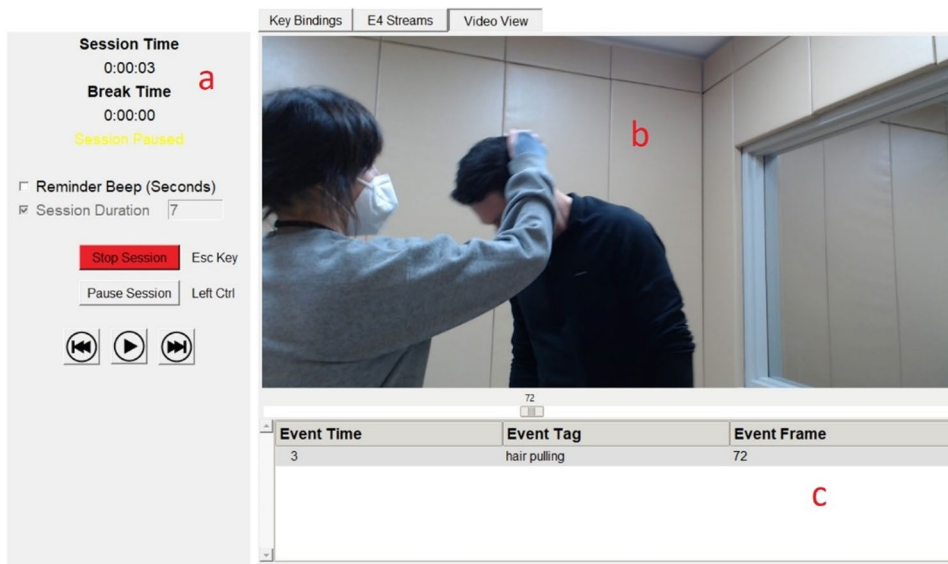 Key Bindings E4 Streams Video View
Session Time
0:00:03
a
Break Time
0:00:00
Session Paused
Reminder Beep (Seconds)
Session Duration 7
Stop Session Esc Key
Pause Session Left Ctrl
b
72
Event Time Event Tag Event Frame
3 hair pulling 72
c